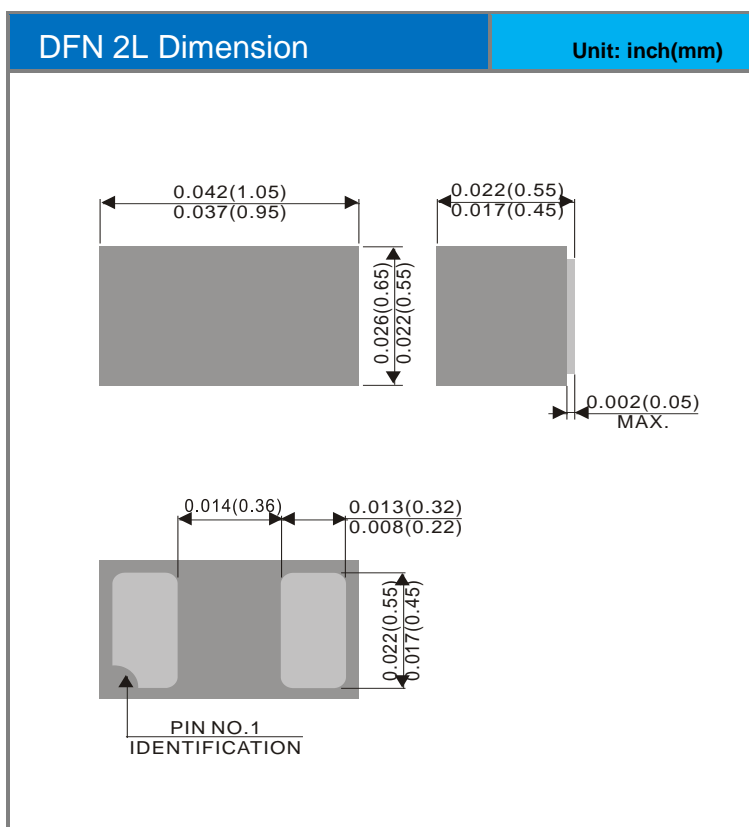 DFN 2L Dimension
Unit: inch(mm)
0.042(1.05)
0.037(0.95)
0.022(0.55)
0.017(0.45)
0.026(0.65)
0.022(0.55)
0.002(0.05)
MAX.
0.014(0.36)
0.013(0.32)
0.008(0.22)
0.022(0.55)
0.017(0.45)
PIN NO.1
IDENTIFICATION